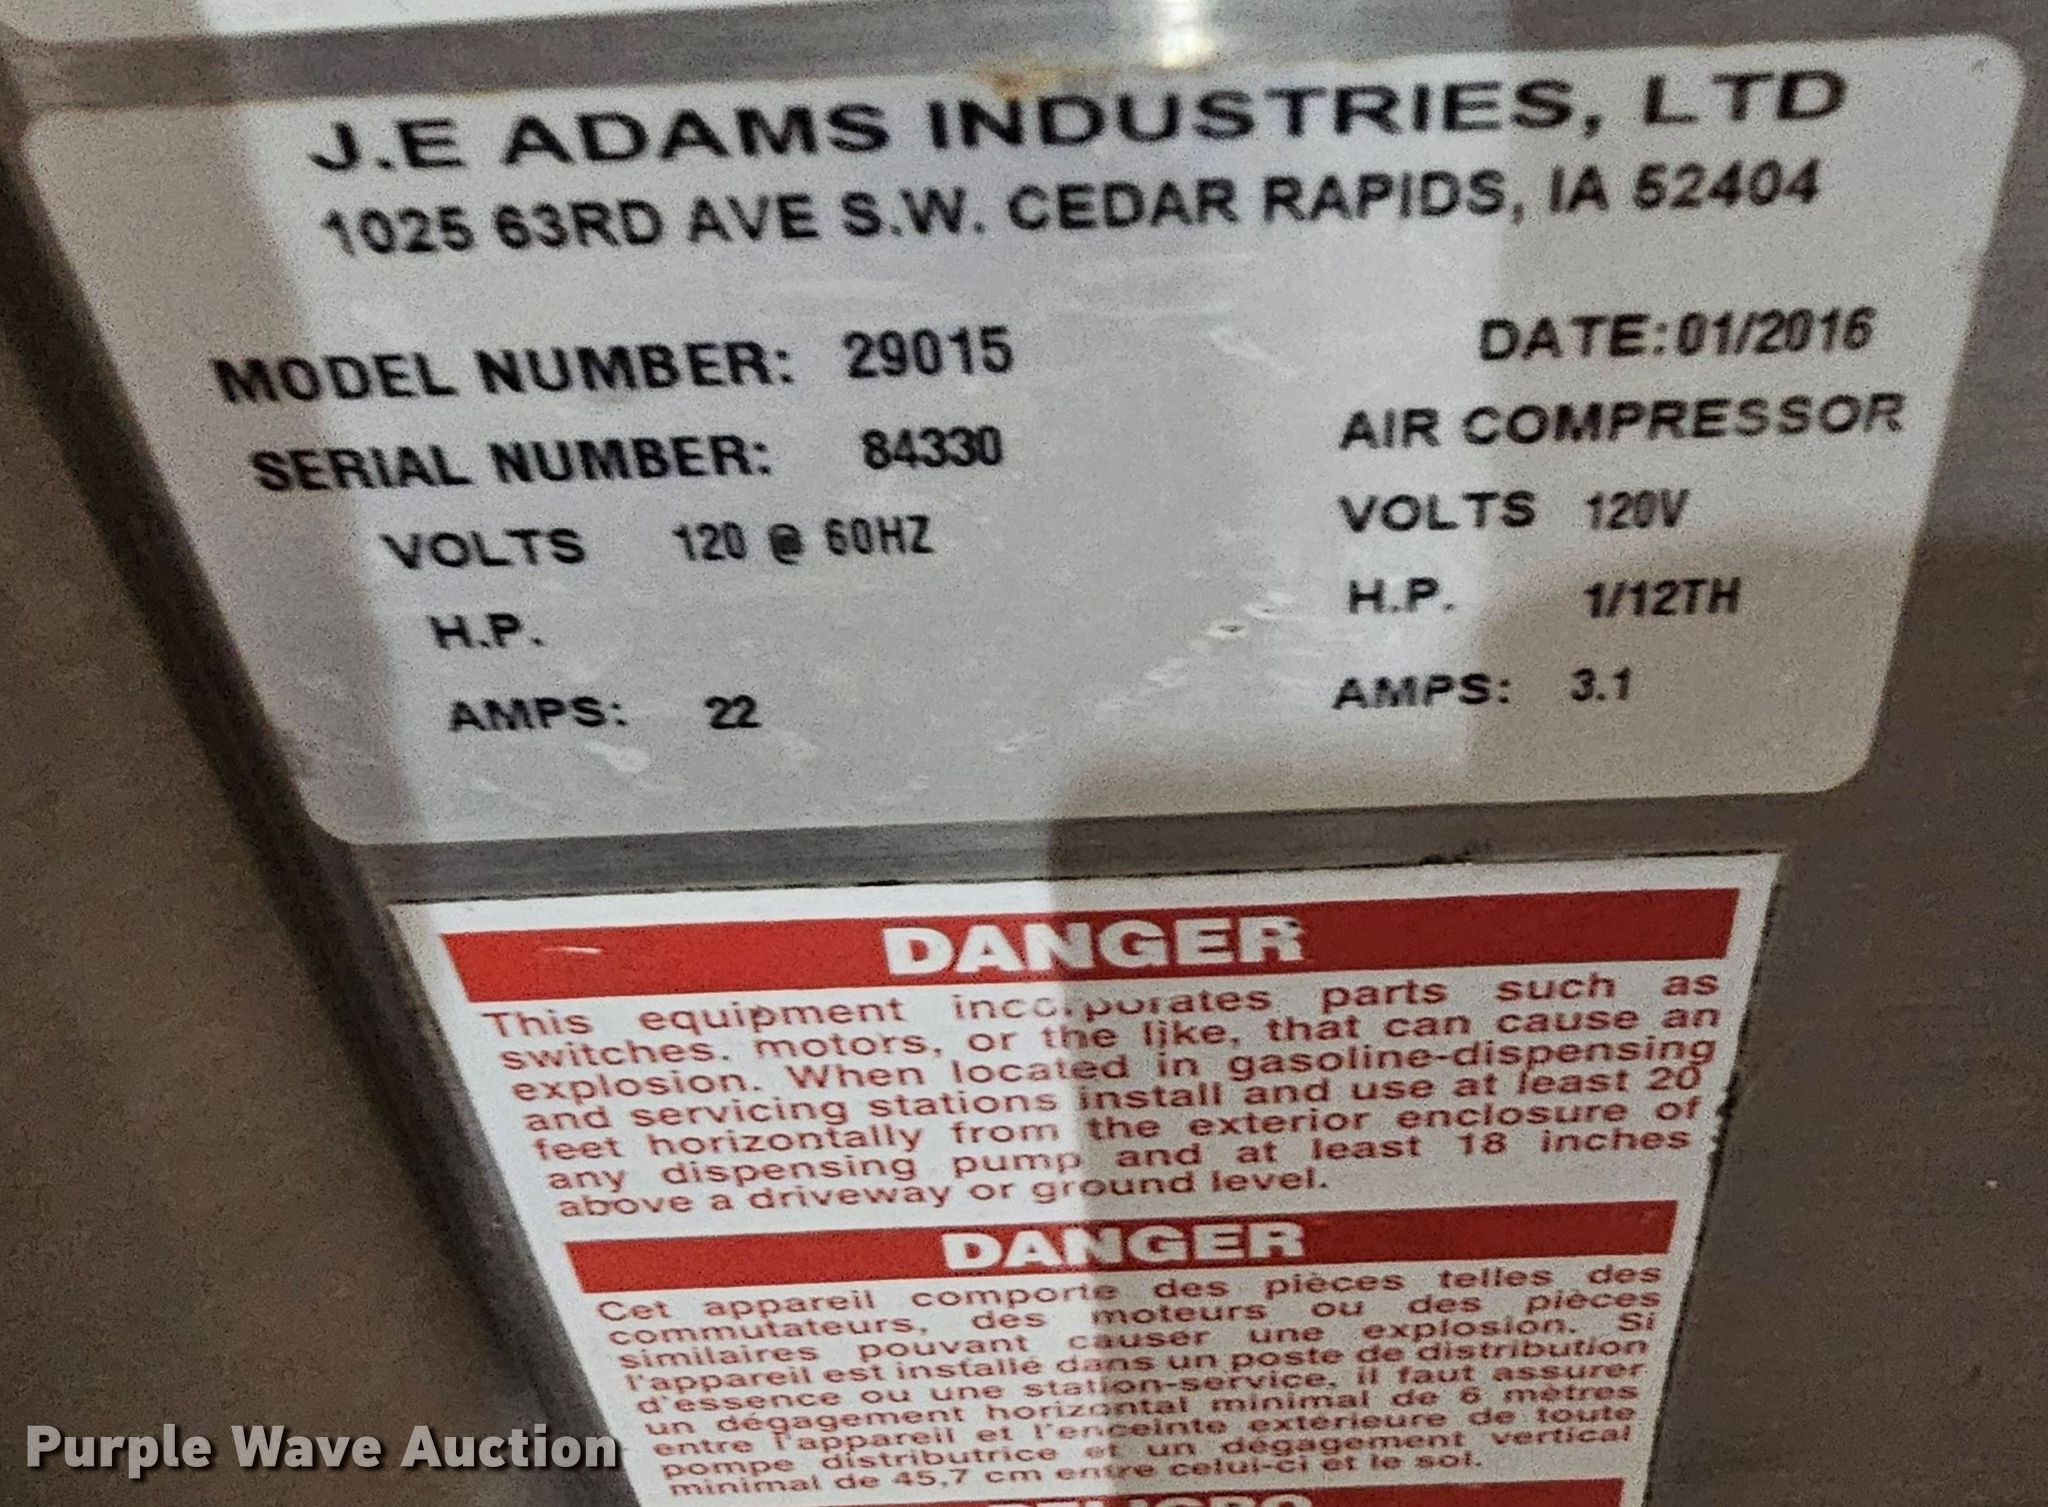 J.E ADAMS INDUSTRIES, LTD
1025 63RD AVE S.W. CEDAR RAPIDS, IA 52404
MODEL NUMBER: 29015
SERIAL NUMBER: 84330
VOLTS 120 @ 60HZ
H.P.
AMPS: 22
DATE:01/2016
AIR COMPRESSOR
VOLTS 120V
H.P. 1/12TH
AMPS: 3.1
DANGER
This equipment incorporates parts such as
switches, motors, or the like, that can cause an
explosion. When located in gasoline-dispensing
and servicing stations install and use at least 20
feet horizontally from the exterior enclosure of
any dispensing pump and at least 18 inches
above a driveway or ground level.
DANGER
Cet appareil comporte des pièces telles des
commutateurs, des moteurs ou des pièces
similaires pouvant causer une explosion. Si
l'appareil est installé dans un poste de distribution
d'essence ou une station-service, il faut assurer
un dégagement horizontal minimal de 6 mètres
entre l'appareil et l'enceinte extérieure de toute
pompe distributrice et un dégagement vertical
minimal de 45,7 cm entre celui-ci et le sol.
PELIGRO
Purple Wave Auction